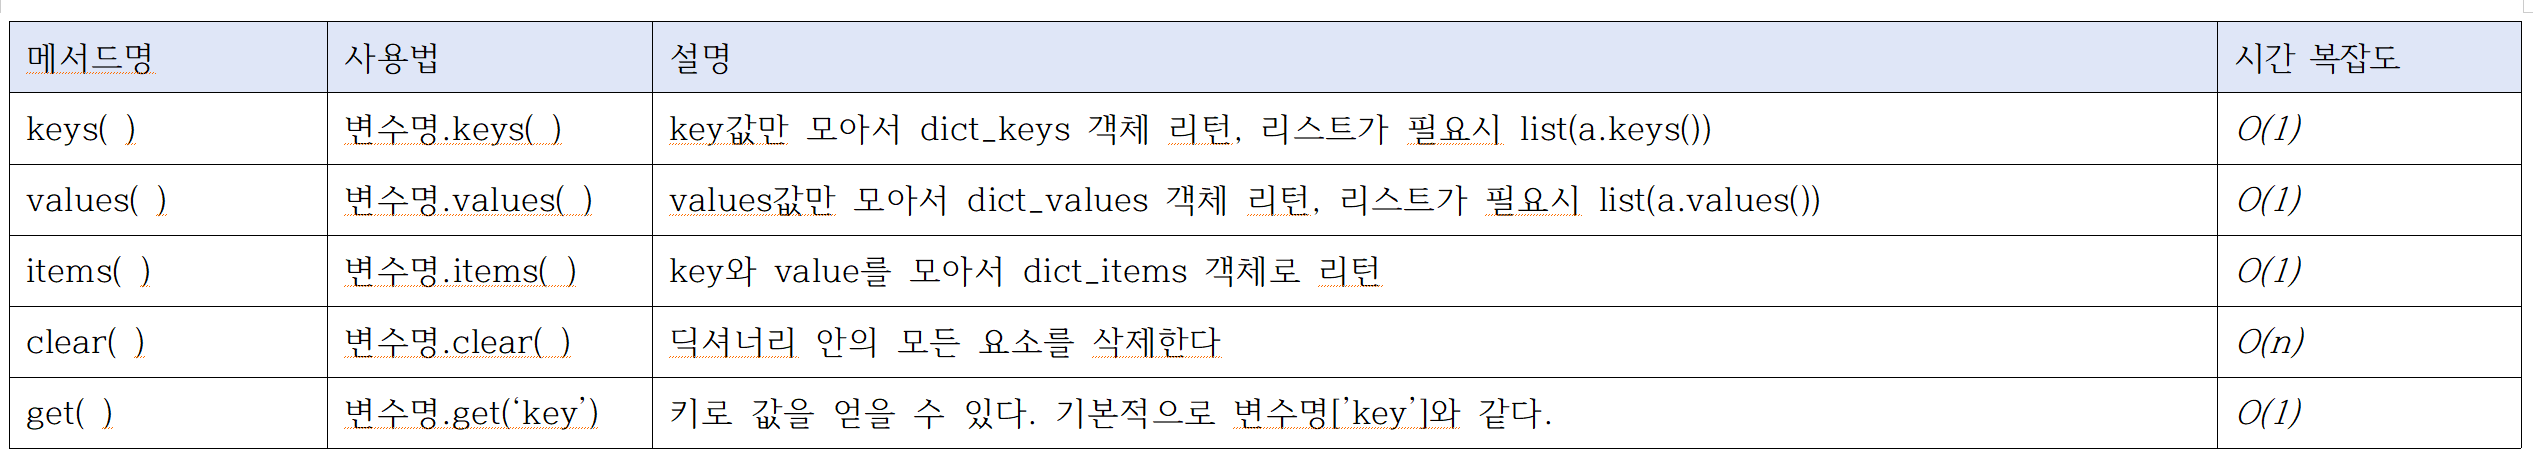 메서드명 사용법 설명 시간 복잡도
keys( ) 변수명.keys( ) key값만 모아서 dict_keys 객체 리턴, 리스트가 필요시 list(a.keys()) O(1)
values( ) 변수명.values( ) values값만 모아서 dict_values 객체 리턴, 리스트가 필요시 list(a.values()) O(1)
items( ) 변수명.items( ) key와 value를 모아서 dict_items 객체로 리턴 O(1)
clear( ) 변수명.clear( ) 딕셔너리 안의 모든 요소를 삭제한다 O(n)
get( ) 변수명.get(‘key’) 키로 값을 얻을 수 있다. 기본적으로 변수명[’key’]와 같다. O(1)